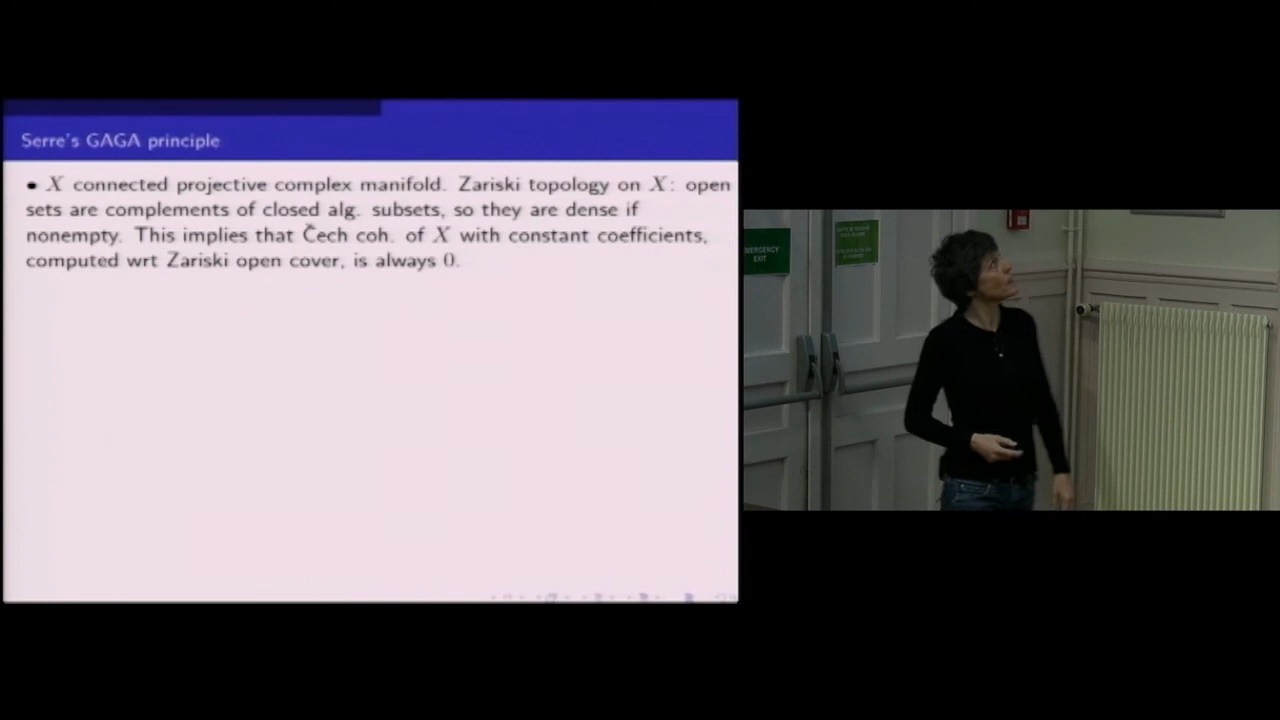 Serre's GAGA principle
• X connected projective complex manifold. Zariski topology on X: open
sets are complements of closed alg. subsets, so they are dense if
nonempty. This implies that Čech coh. of X with constant coefficients,
computed wrt Zariski open cover, is always 0.
EMERGENCY
EXIT